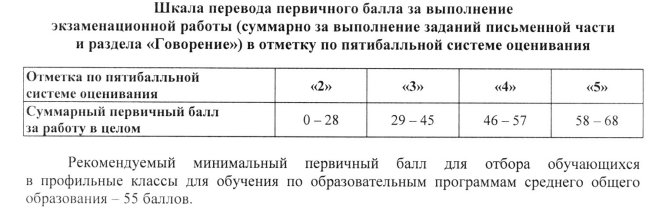 Шкала перевода первичного балла за выполнение
экзаменационной работы (суммарно за выполнение заданий письменной части
и раздела «Говорение») в отметку по пятибалльной системе оценивания
Отметка по пятибалльной
системе оценивания
«2»
«3»
«4»
«5»
Суммарный первичный балл
за работу в целом
0 – 28
29 – 45
46 – 57
58 – 68
Рекомендуемый минимальный первичный балл для отбора обучающихся
в профильные классы для обучения по образовательным программам среднего общего
образования – 55 баллов.